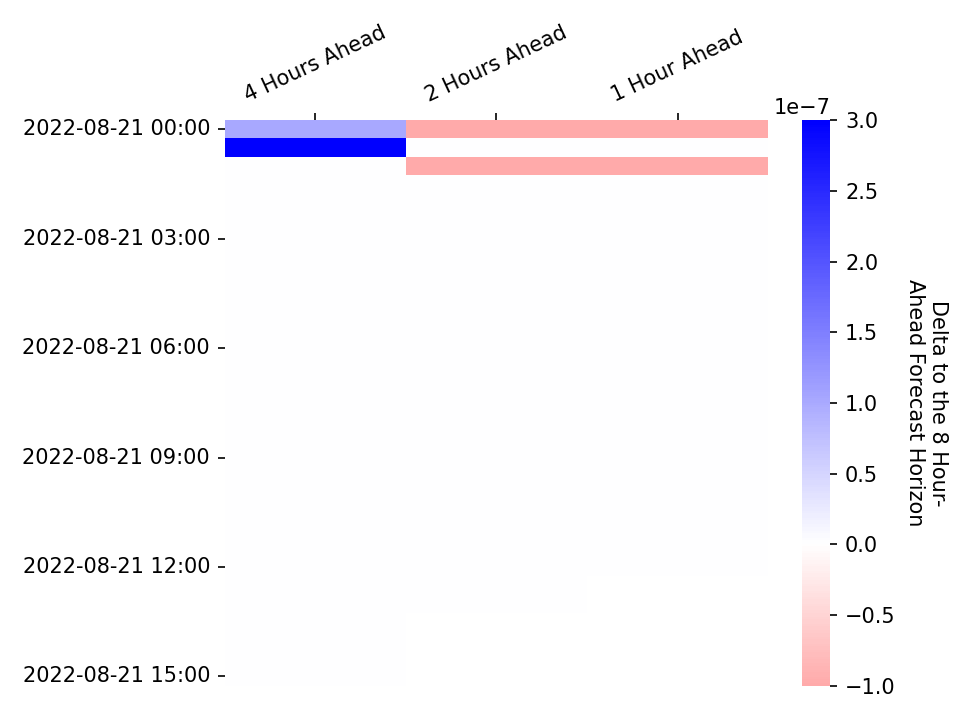 4 Hours Ahead
2 Hours Ahead
1 Hour Ahead
1e−7
2022-08-21 00:00
2022-08-21 03:00
2022-08-21 06:00
2022-08-21 09:00
2022-08-21 12:00
2022-08-21 15:00
3.0
2.5
2.0
1.5
1.0
0.5
0.0
−0.5
−1.0
Delta to the 8 Hour-
Ahead Forecast Horizon